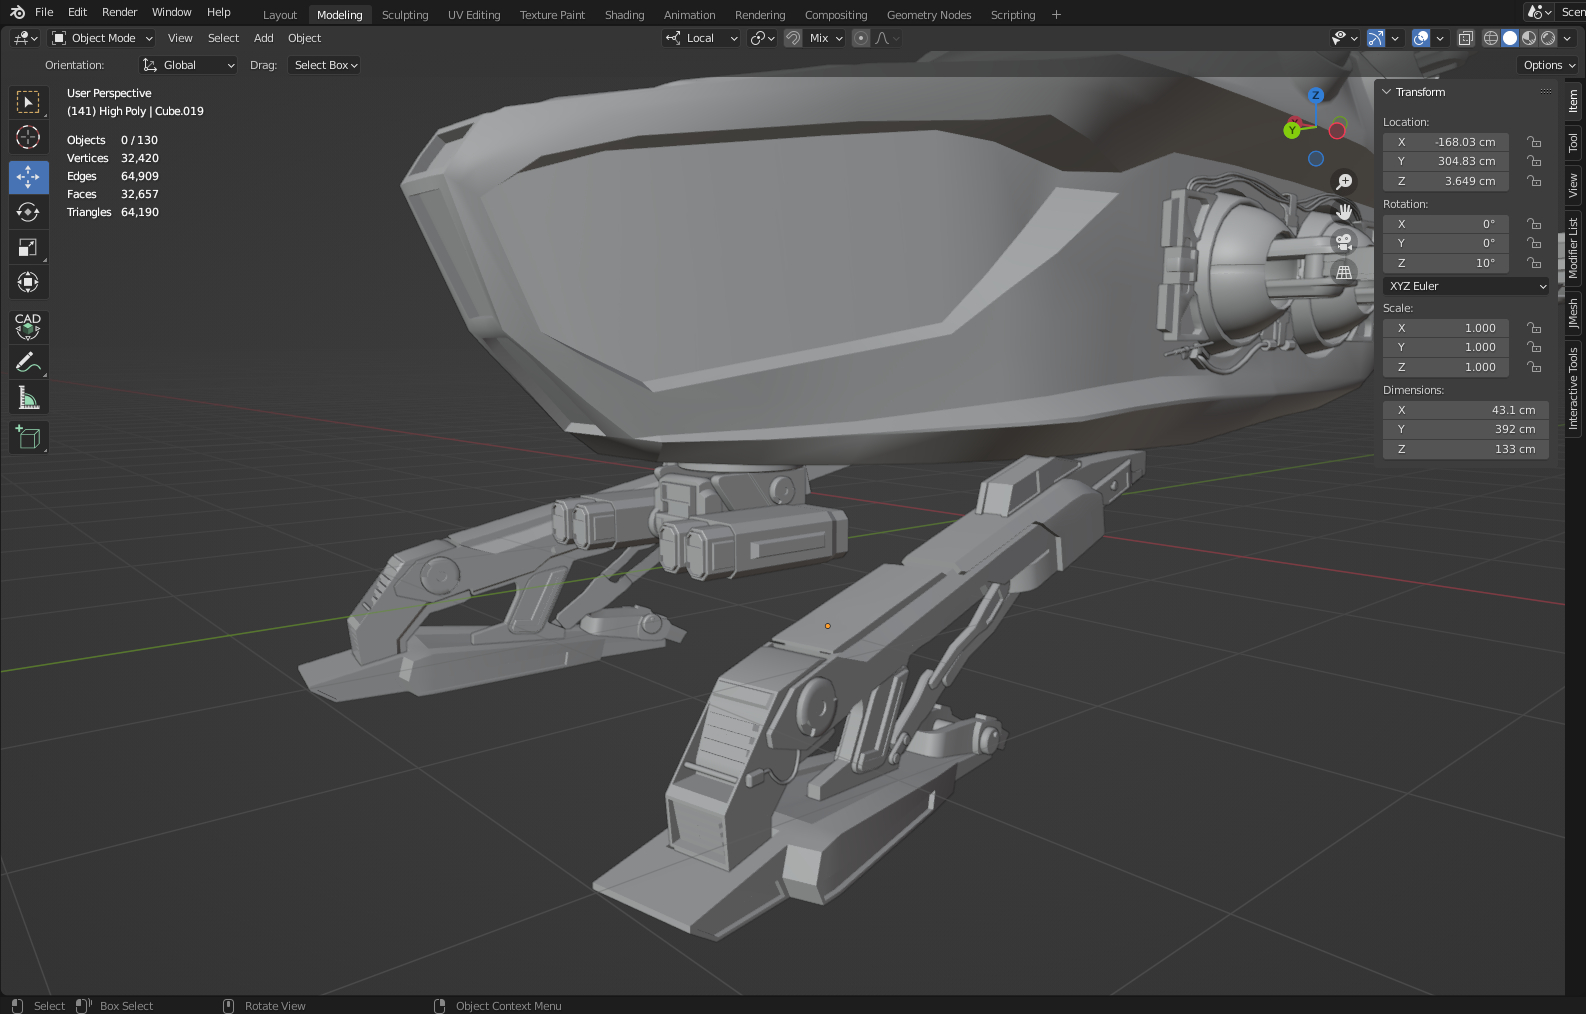 File Edit Render Window Help Layout Modeling Sculpting UV Editing Texture Paint Shading Animation Rendering Compositing Geometry Nodes Scripting + Scen
Object Mode View Select Add Object Local Mix
Orientation: Global Drag: Select Box Options
User Perspective
(141) High Poly | Cube.019
Objects 0 / 130
Vertices 32,420
Edges 64,909
Faces 32,657
Triangles 64,190
CAD
Z
Y
Transform
Location:
X -168.03 cm
Y 304.83 cm
Z 3.649 cm
Rotation:
X 0°
Y 0°
Z 10°
XYZ Euler
Scale:
X 1.000
Y 1.000
Z 1.000
Dimensions:
X 43.1 cm
Y 392 cm
Z 133 cm
Item
Tool
View
Modifier List
JMesh
Interactive Tools
Select Box Select Rotate View Object Context Menu